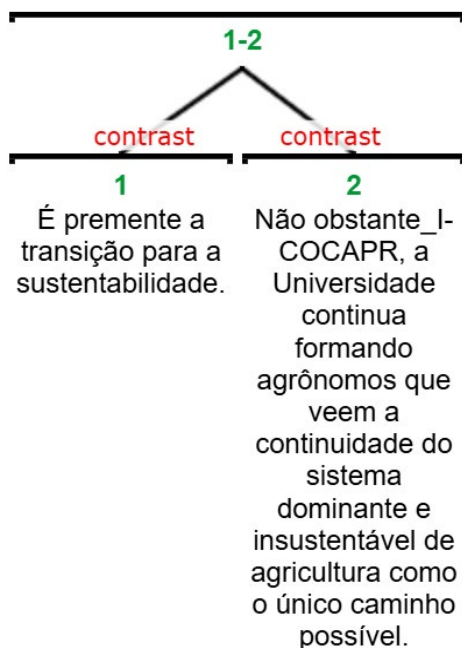 1-2
contrast contrast
1
É premente a
transição para a
sustentabilidade.
2
Não obstante_I-
COCAPR, a
Universidade
continua
formando
agrônomos que
veem a
continuidade do
sistema
dominante e
insustentável de
agricultura como
o único caminho
possível.